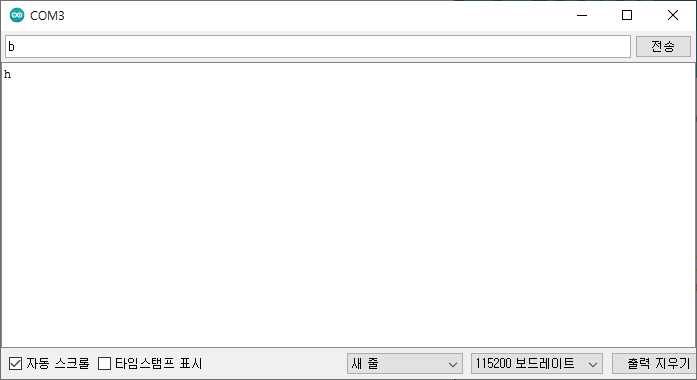 COM3
b
전송
h
자동 스크롤
타임스탬프 표시
새 줄
115200 보드레이트
출력 지우기